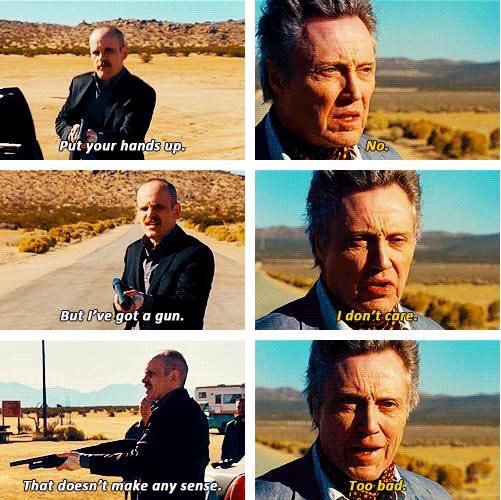 Put your hands up.
No.
But I've got a gun.
I don't care.
That doesn't make any sense.
Too bad.